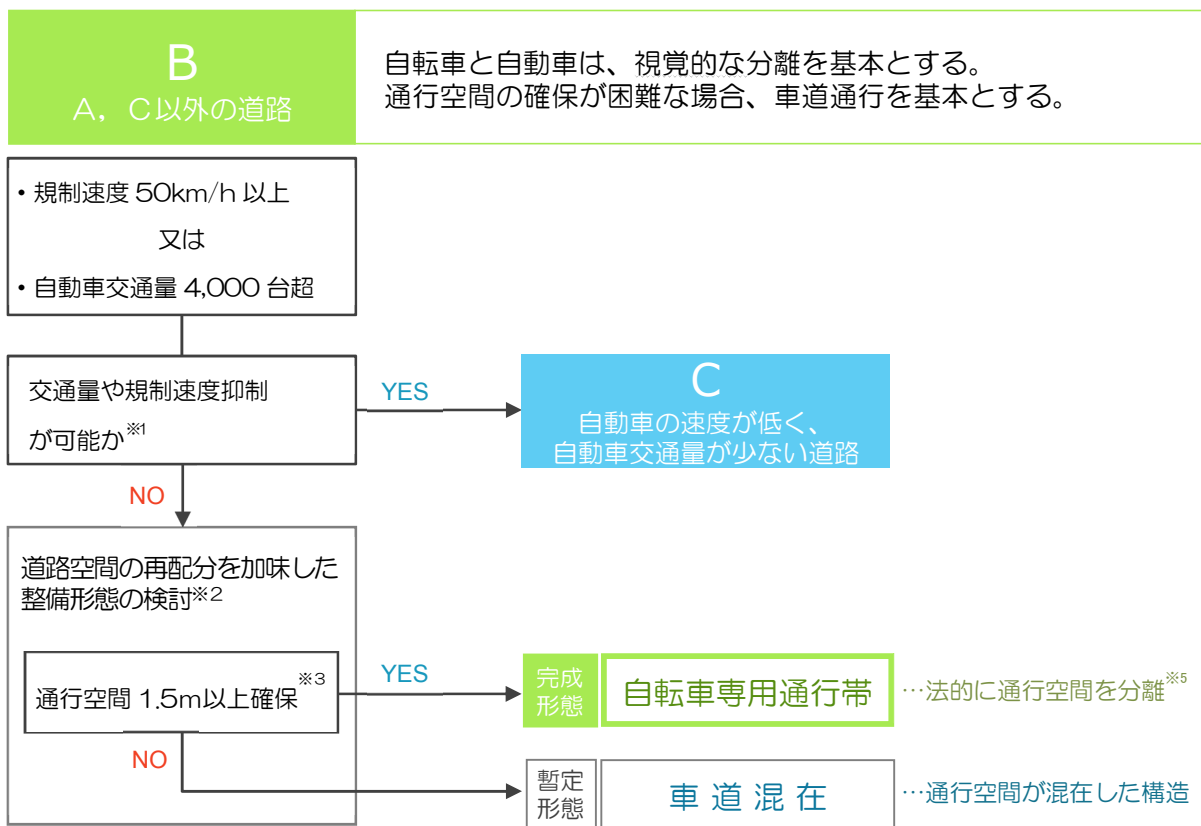 B
A，C以外の道路
自転車と自動車は、視覚的な分離を基本とする。
通行空間の確保が困難な場合、車道通行を基本とする。
・規制速度 50km/h 以上
又は
・自動車交通量 4,000 台超
交通量や規制速度抑制
が可能か※1
YES
C
自動車の速度が低く、
自動車交通量が少ない道路
NO
道路空間の再配分を加味した
整備形態の検討※2
通行空間 1.5m以上確保※3
YES
完成
形態
自転車専用通行帯
…法的に通行空間を分離※5
NO
暫定
形態
車道混在
…通行空間が混在した構造